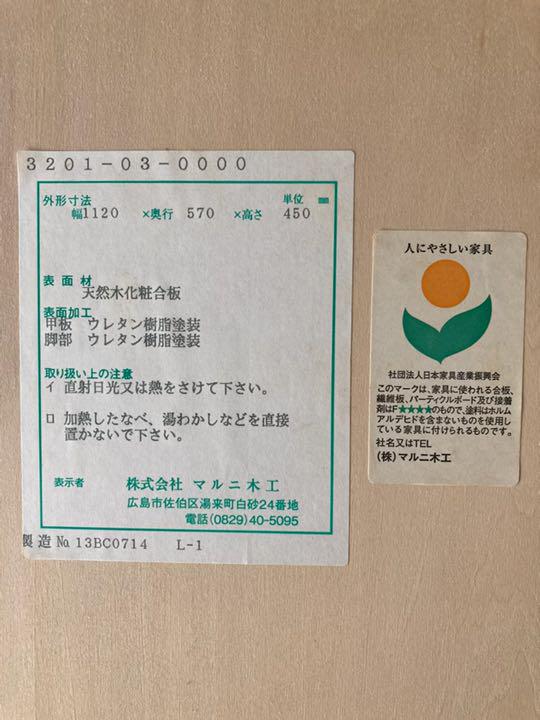 3201-03-0000
外形寸法 単位 ㎜
幅1120 ×奥行 570 ×高さ 450
表面材
天然木化粧合板
表面加工
甲板 ウレタン樹脂塗装
脚部 ウレタン樹脂塗装
取り扱い上の注意
イ 直射日光又は熱をさけて下さい。
ロ 加熱したなべ、湯わかしなどを直接
置かないで下さい。
表示者 株式会社 マルニ木工
広島市佐伯区湯来町白砂24番地
電話(0829)40-5095
製造№13BC0714 L-1
人にやさしい家具
社団法人日本家具産業振興会
このマークは、家具に使われる合板、
繊維板、パーティクルボード及び接着
剤はF★★★★のもので、塗料はホルム
アルデヒドを含まないものを使用し
ている家具に付けられるものです。
社名又はTEL
(株)マルニ木工